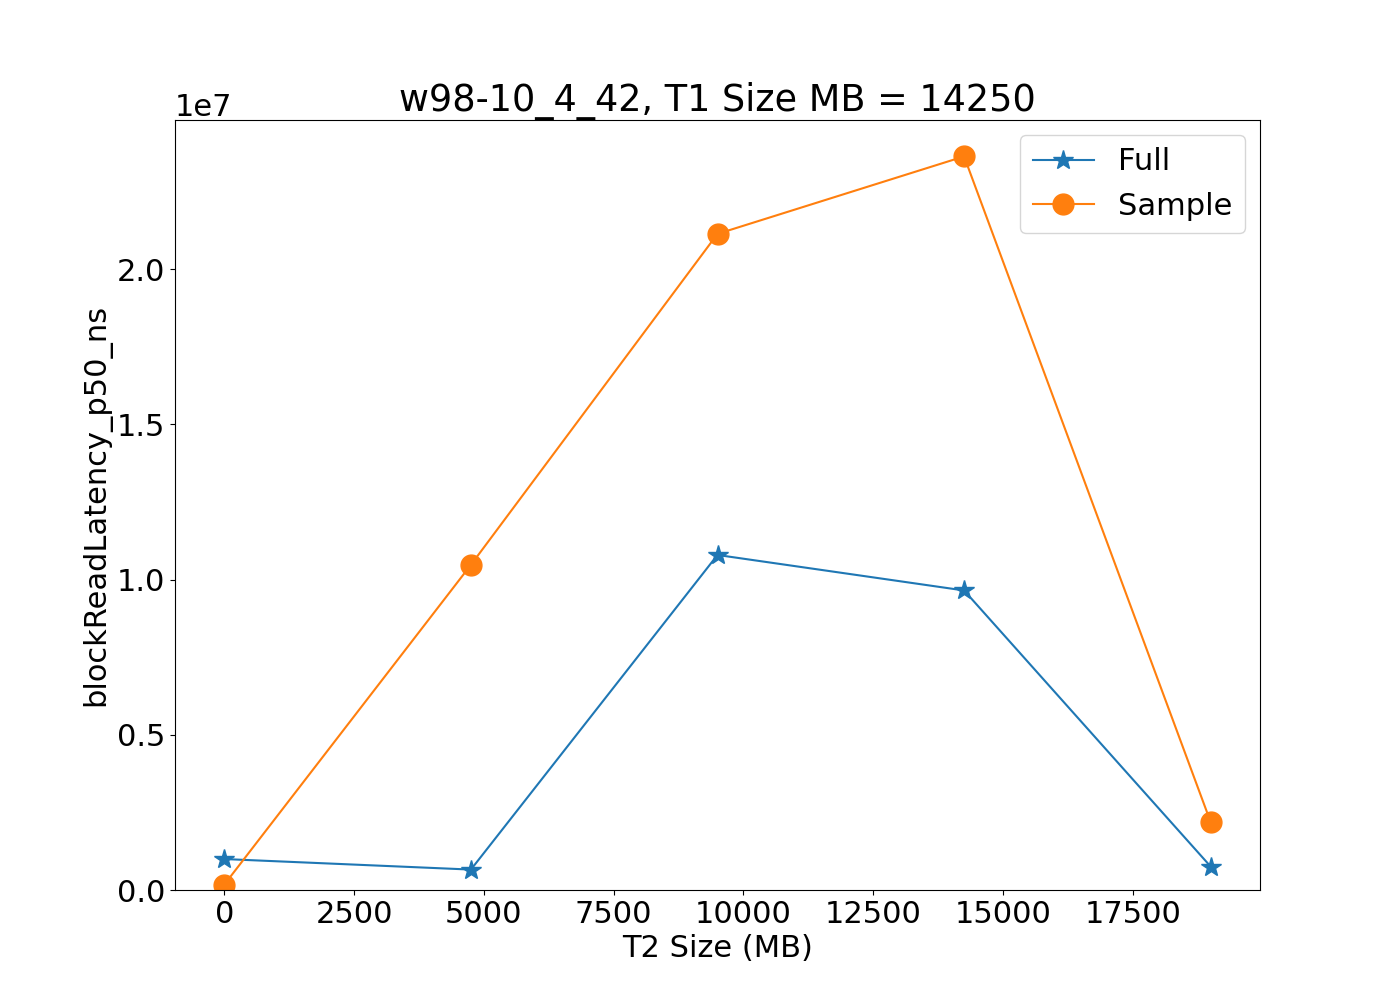 w98-10_4_42, T1 Size MB = 14250
1e7
Full
Sample
2.0
1.5
1.0
0.5
0.0
blockReadLatency_p50_ns
0 2500 5000 7500 10000 12500 15000 17500
T2 Size (MB)